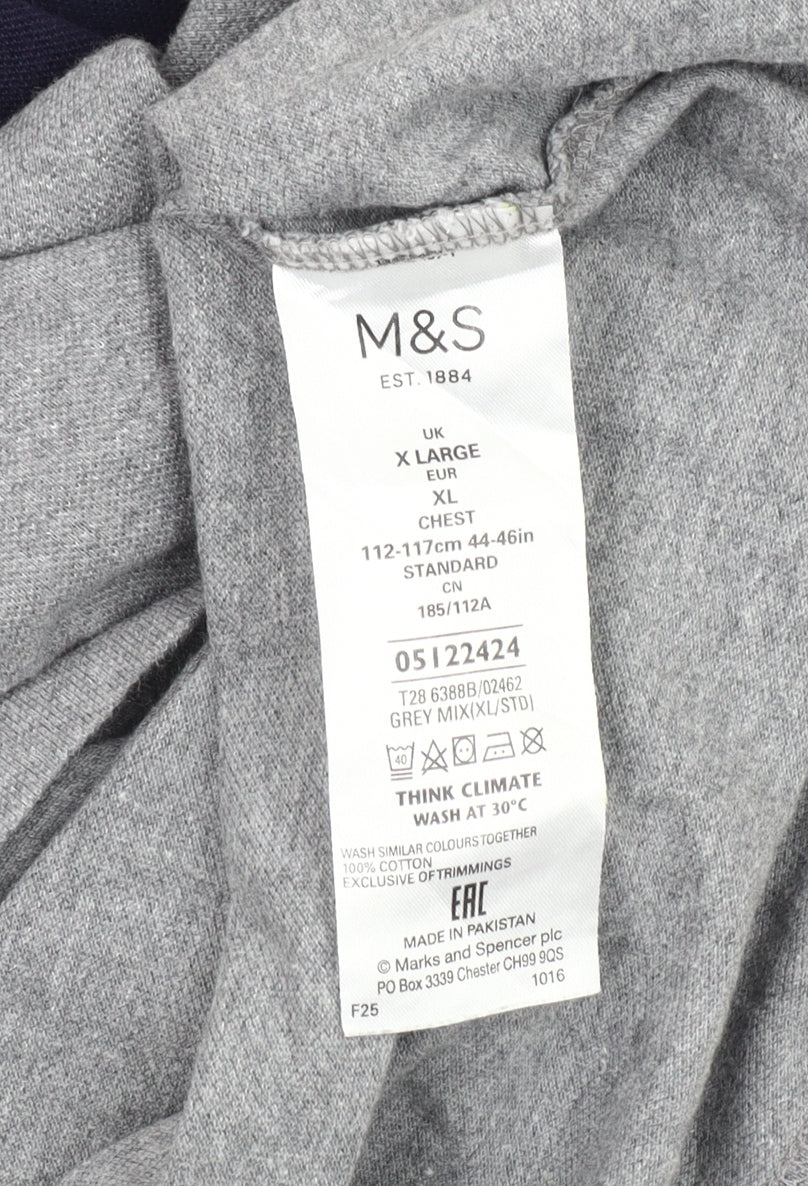 M&S
EST. 1884
UK
X LARGE
EUR
XL
CHEST
112-117cm 44-46in
STANDARD
CN
185/112A
05122424
T28 6388B/02462
GREY MIX(XL/STD)
40
THINK CLIMATE
WASH AT 30°C
WASH SIMILAR COLOURS TOGETHER
100% COTTON
EXCLUSIVE OF TRIMMINGS
EAC
MADE IN PAKISTAN
© Marks and Spencer plc
PO Box 3339 Chester CH99 9QS
1016
F25